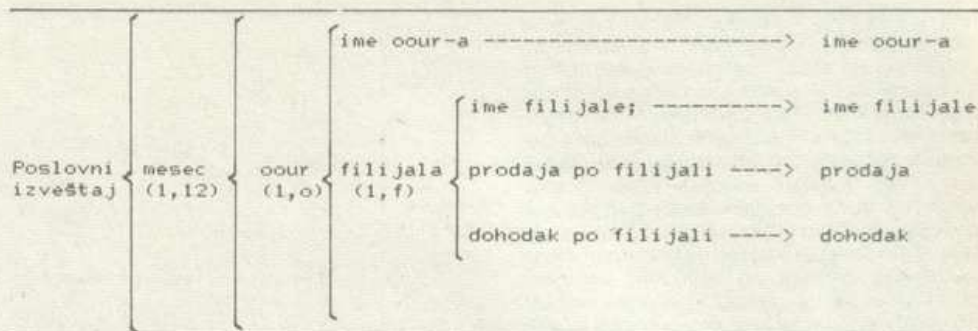 ime oour-a -----------------------> ime oour-a
ime filijale; ----------> ime filijale
Poslovni mesec oour filijala prodaja po filijali ----> prodaja
izveštaj (1,12) (1,o) (1,f)
dohodak po filijali ----> dohodak